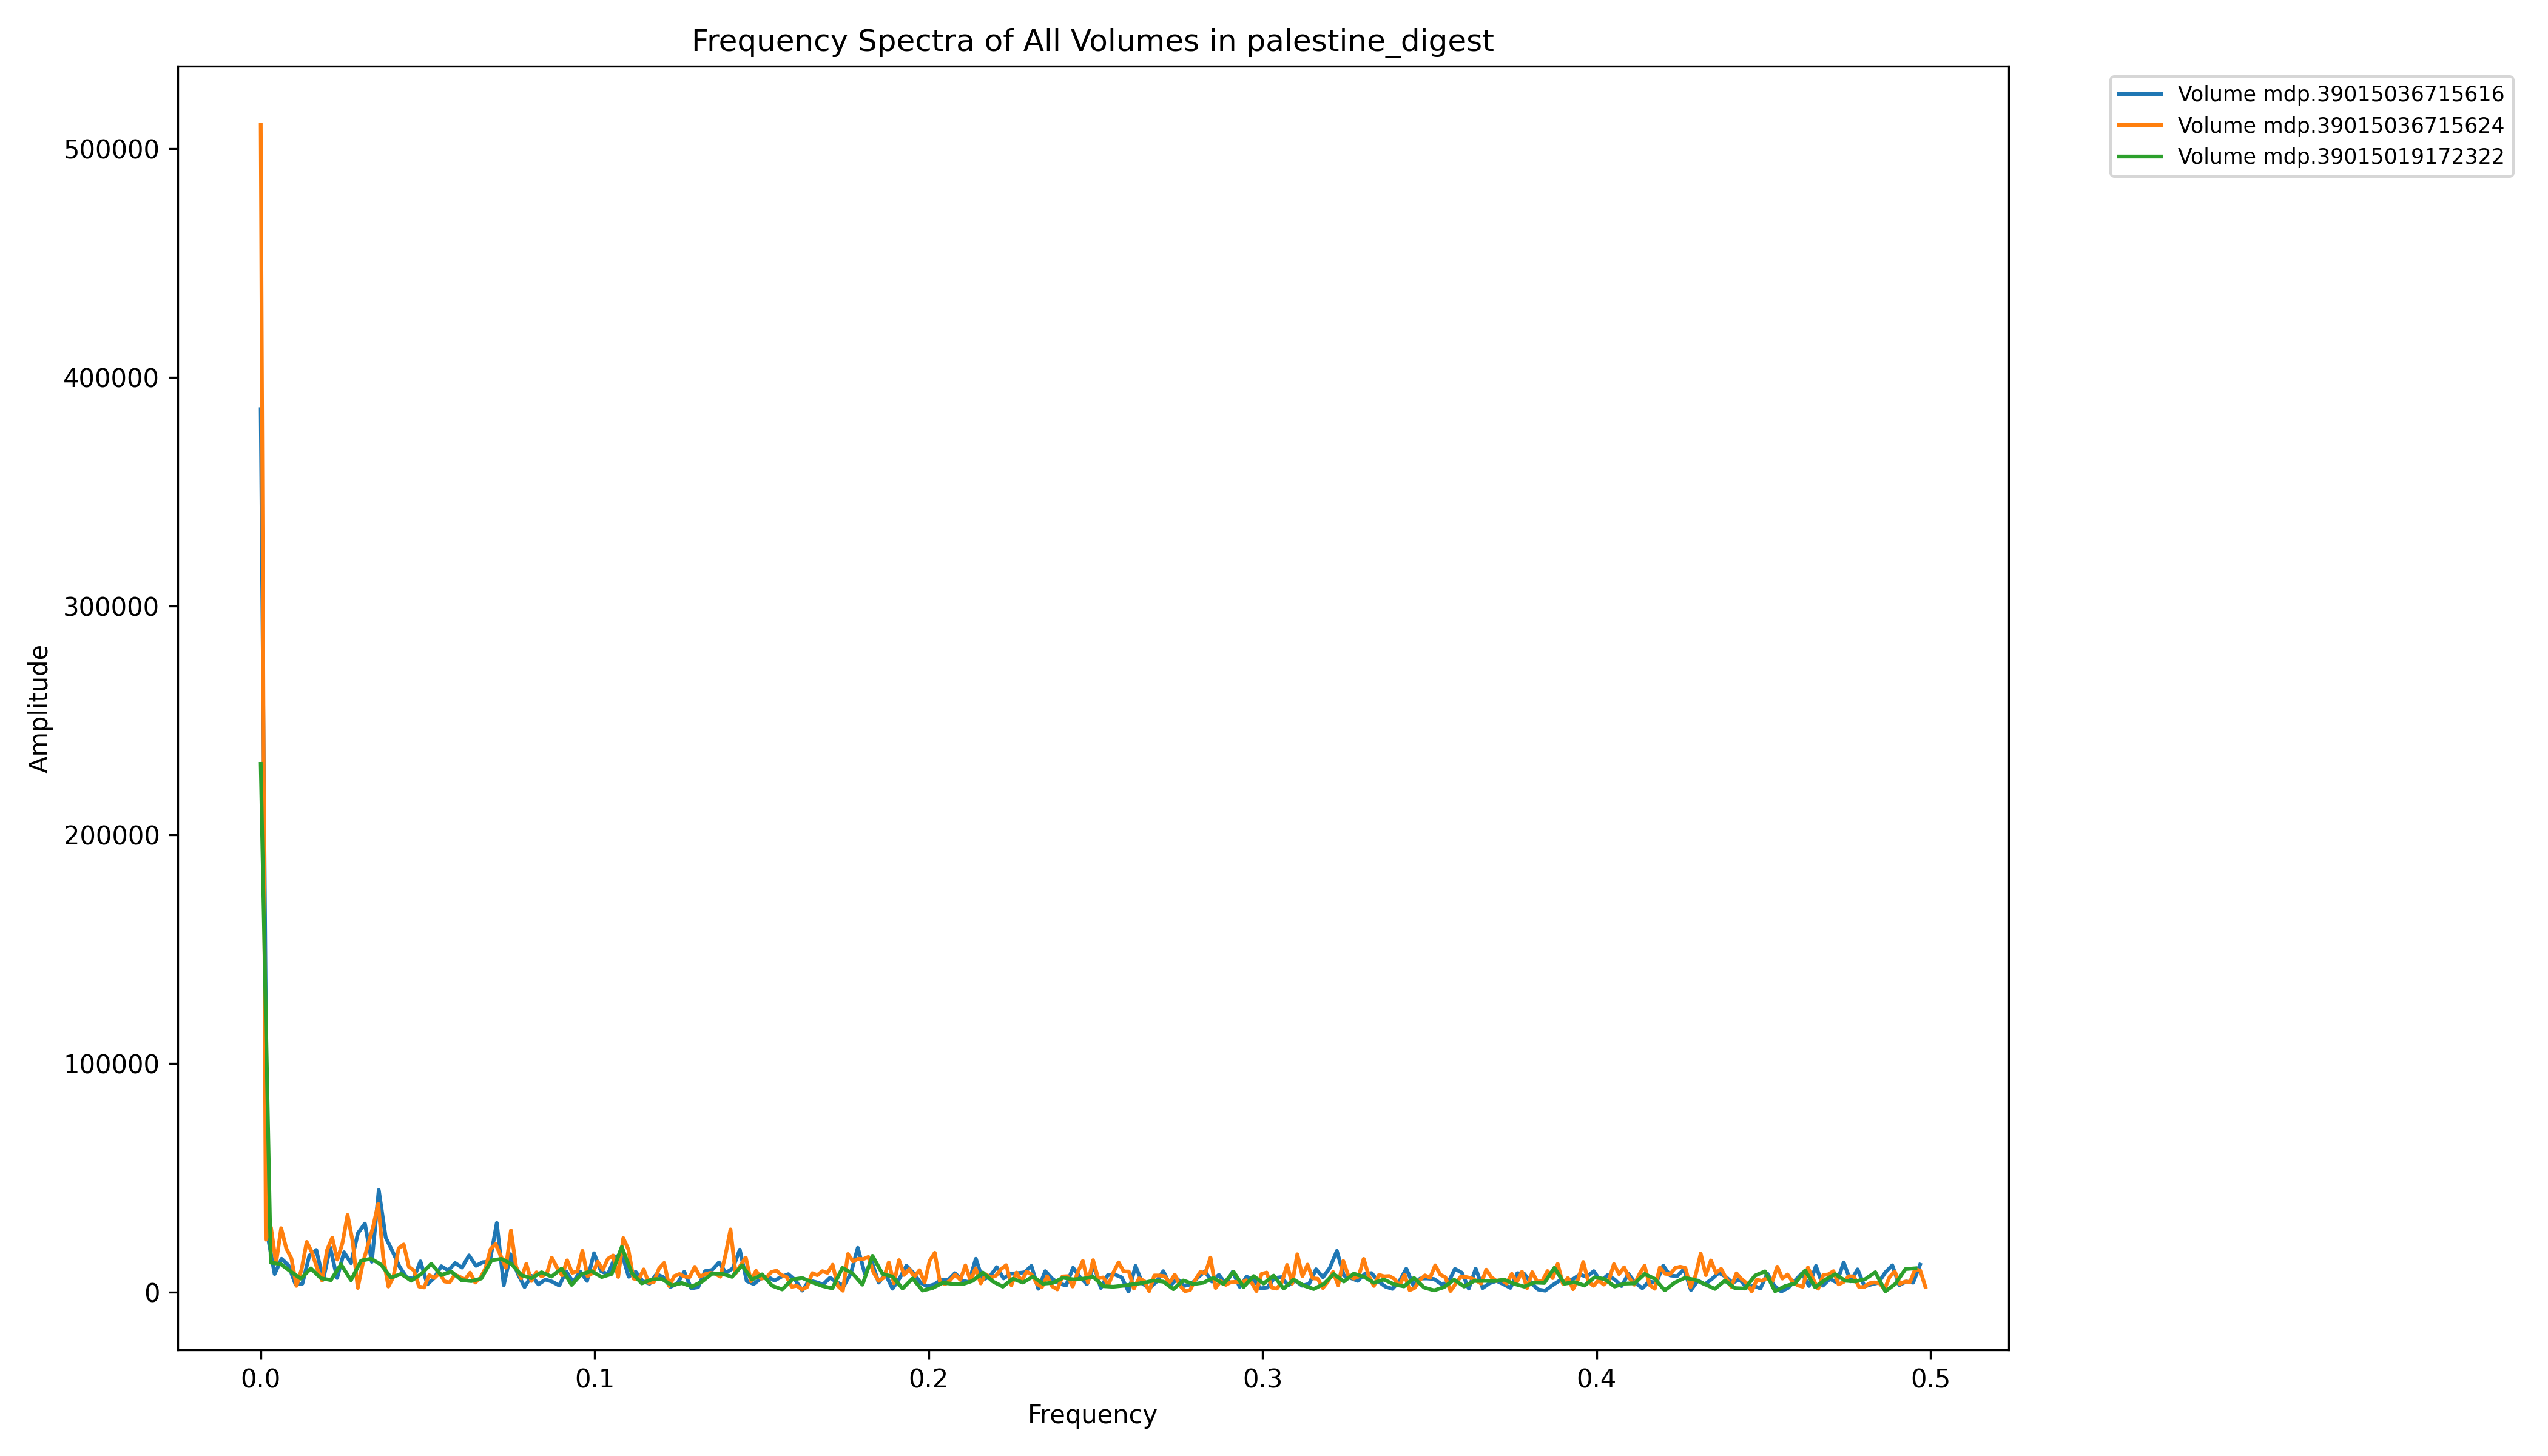 Frequency Spectra of All Volumes in palestine_digest
Volume mdp.39015036715616
Volume mdp.39015036715624
Volume mdp.39015019172322
500000
400000
300000
200000
100000
0
Amplitude
0.0 0.1 0.2 0.3 0.4 0.5
Frequency